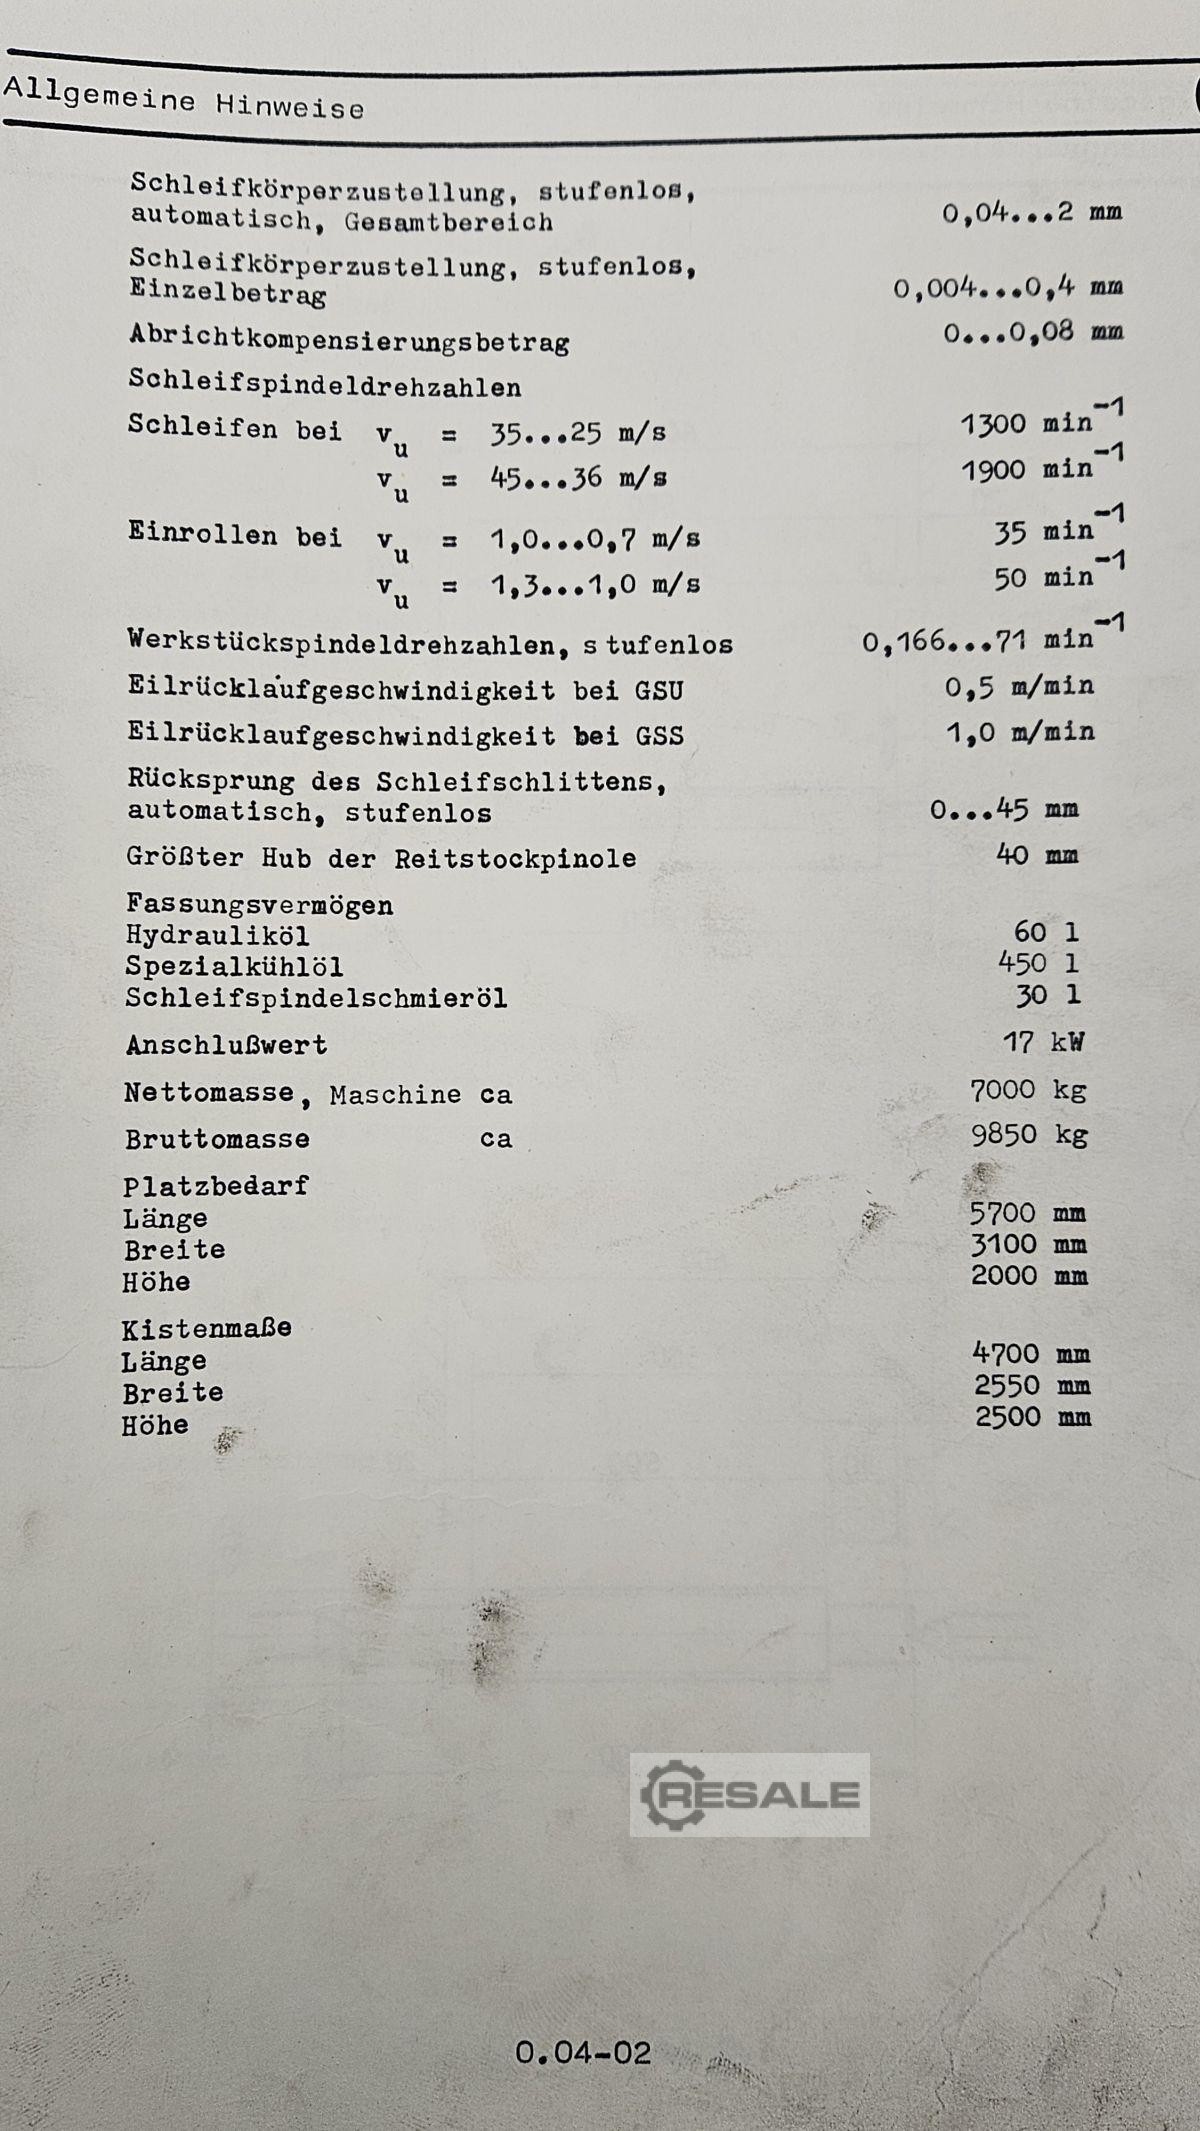 Allgemeine Hinweise
Schleifkörperzustellung, stufenlos,
automatisch, Gesamtbereich 0,04...2 mm
Schleifkörperzustellung, stufenlos,
Einzelbetrag 0,004...0,4 mm
Abrichtkompensierungsbetrag 0...0,08 mm
Schleifspindeldrehzahlen
Schleifen bei vu = 35...25 m/s 1300 min⁻¹
vu = 45...36 m/s 1900 min⁻¹
Einrollen bei vu = 1,0...0,7 m/s 35 min⁻¹
vu = 1,3...1,0 m/s 50 min⁻¹
Werkstückspindeldrehzahlen, stufenlos 0,166...71 min⁻¹
Eilrücklaufgeschwindigkeit bei GSU 0,5 m/min
Eilrücklaufgeschwindigkeit bei GSS 1,0 m/min
Rücksprung des Schleifschlittens,
automatisch, stufenlos 0...45 mm
Größter Hub der Reitstockpinole 40 mm
Fassungsvermögen
Hydrauliköl 60 l
Spezialkühlöl 450 l
Schleifspindelschmieröl 30 l
Anschlußwert 17 kW
Nettomasse, Maschine ca 7000 kg
Bruttomasse ca 9850 kg
Platzbedarf
Länge 5700 mm
Breite 3100 mm
Höhe 2000 mm
Kistenmaße
Länge 4700 mm
Breite 2550 mm
Höhe 2500 mm
RESALE
0.04-02